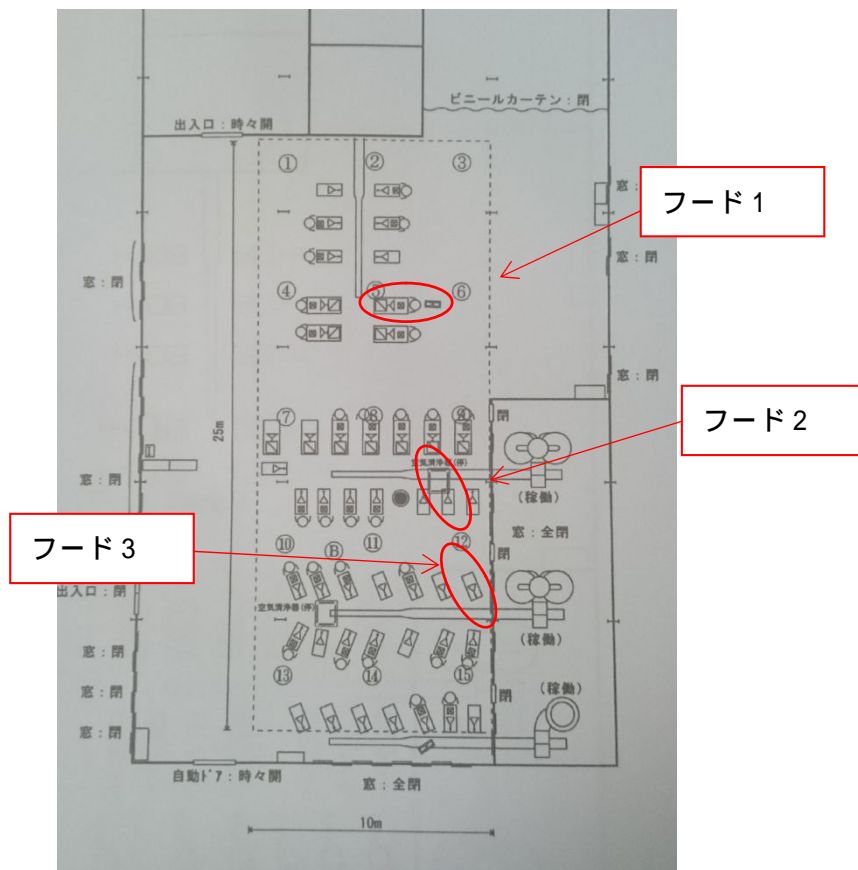 ビニールカーテン：閉
出入口：時々開
①
②
③
窓：
フード1
窓：閉
窓：閉
④
⑤
⑥
窓：閉
⑦
⑧
⑨
閉
フード2
25m
空気清浄器(停)
窓：閉
(稼働)
窓：全閉
フード3
⑩
Ⓑ
⑪
⑫
閉
出入口：閉
空気清浄器(停)
(稼働)
窓：閉
⑬
⑭
⑮
窓：閉
閉
(稼働)
窓：閉
自動ドア：時々開
窓：全閉
10m